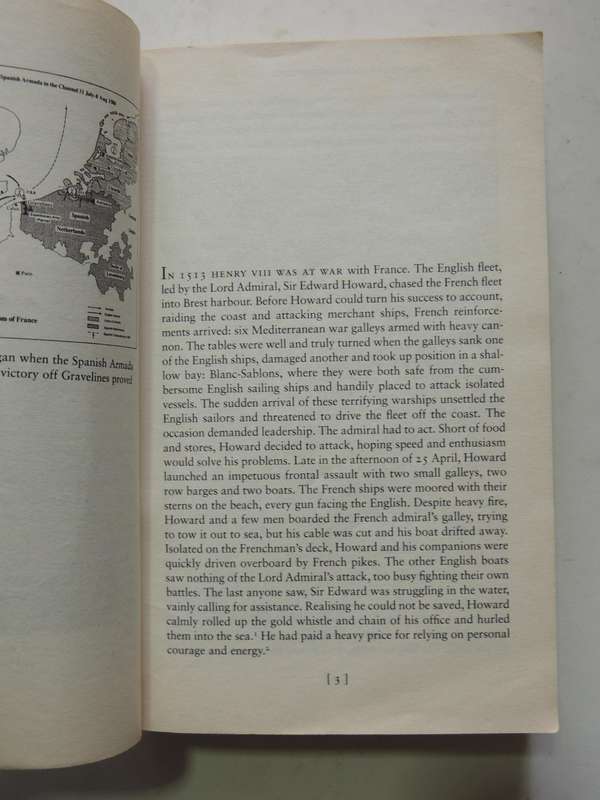 Spanish Armada in the Channel 31 July-8 Aug
Spanish
Netherlands
Paris
om of France
gan when the Spanish Armada
victory off Gravelines proved
IN 1513 HENRY VIII WAS AT WAR with France. The English fleet,
led by the Lord Admiral, Sir Edward Howard, chased the French fleet
into Brest harbour. Before Howard could turn his success to account,
raiding the coast and attacking merchant ships, French reinforce-
ments arrived: six Mediterranean war galleys armed with heavy can-
non. The tables were well and truly turned when the galleys sank one
of the English ships, damaged another and took up position in a shal-
low bay: Blanc-Sablons, where they were both safe from the cum-
bersome English sailing ships and handily placed to attack isolated
vessels. The sudden arrival of these terrifying warships unsettled the
English sailors and threatened to drive the fleet off the coast. The
occasion demanded leadership. The admiral had to act. Short of food
and stores, Howard decided to attack, hoping speed and enthusiasm
would solve his problems. Late in the afternoon of 25 April, Howard
launched an impetuous frontal assault with two small galleys, two
row barges and two boats. The French ships were moored with their
sterns on the beach, every gun facing the English. Despite heavy fire,
Howard and a few men boarded the French admiral's galley, trying
to tow it out to sea, but his cable was cut and his boat drifted away.
Isolated on the Frenchman's deck, Howard and his companions were
quickly driven overboard by French pikes. The other English boats
saw nothing of the Lord Admiral's attack, too busy fighting their own
battles. The last anyone saw, Sir Edward was struggling in the water,
vainly calling for assistance. Realising he could not be saved, Howard
calmly rolled up the gold whistle and chain of his office and hurled
them into the sea.¹ He had paid a heavy price for relying on personal
courage and energy.²
[ 3 ]